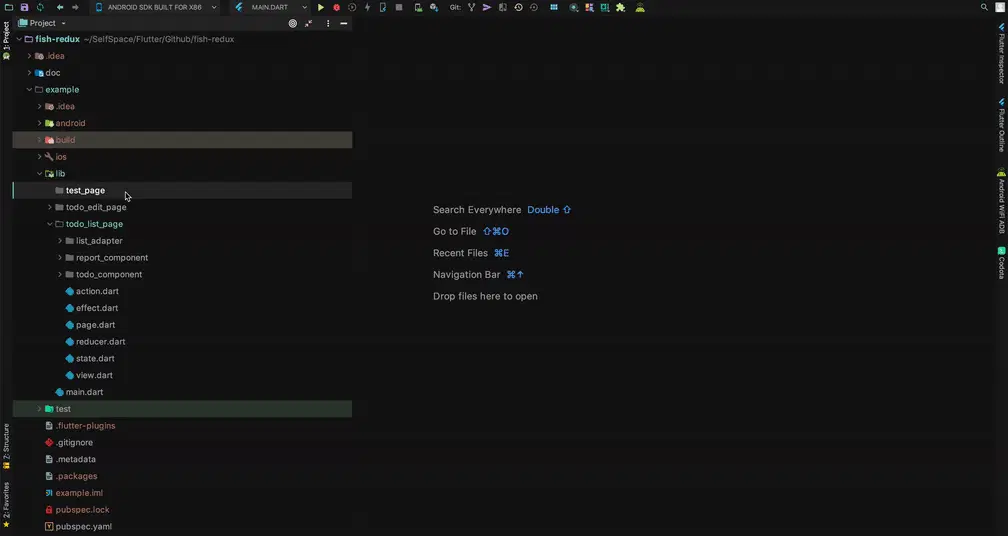 ANDROID SDK BUILT FOR X86
MAIN.DART
Git:
Project
fish-redux ~/SelfSpace/Flutter/Github/fish-redux
.idea
doc
example
.idea
android
build
ios
lib
test_page
todo_edit_page
todo_list_page
list_adapter
report_component
todo_component
action.dart
effect.dart
page.dart
reducer.dart
state.dart
view.dart
main.dart
test
.flutter-plugins
.gitignore
.metadata
.packages
example.iml
pubspec.lock
pubspec.yaml
1: Project
Z: Structure
2: Favorites
Search Everywhere Double ⇧
Go to File ⇧⌘O
Recent Files ⌘E
Navigation Bar ⌘↑
Drop files here to open
Flutter Inspector
Flutter Outline
Android WiFi ADB
Codota